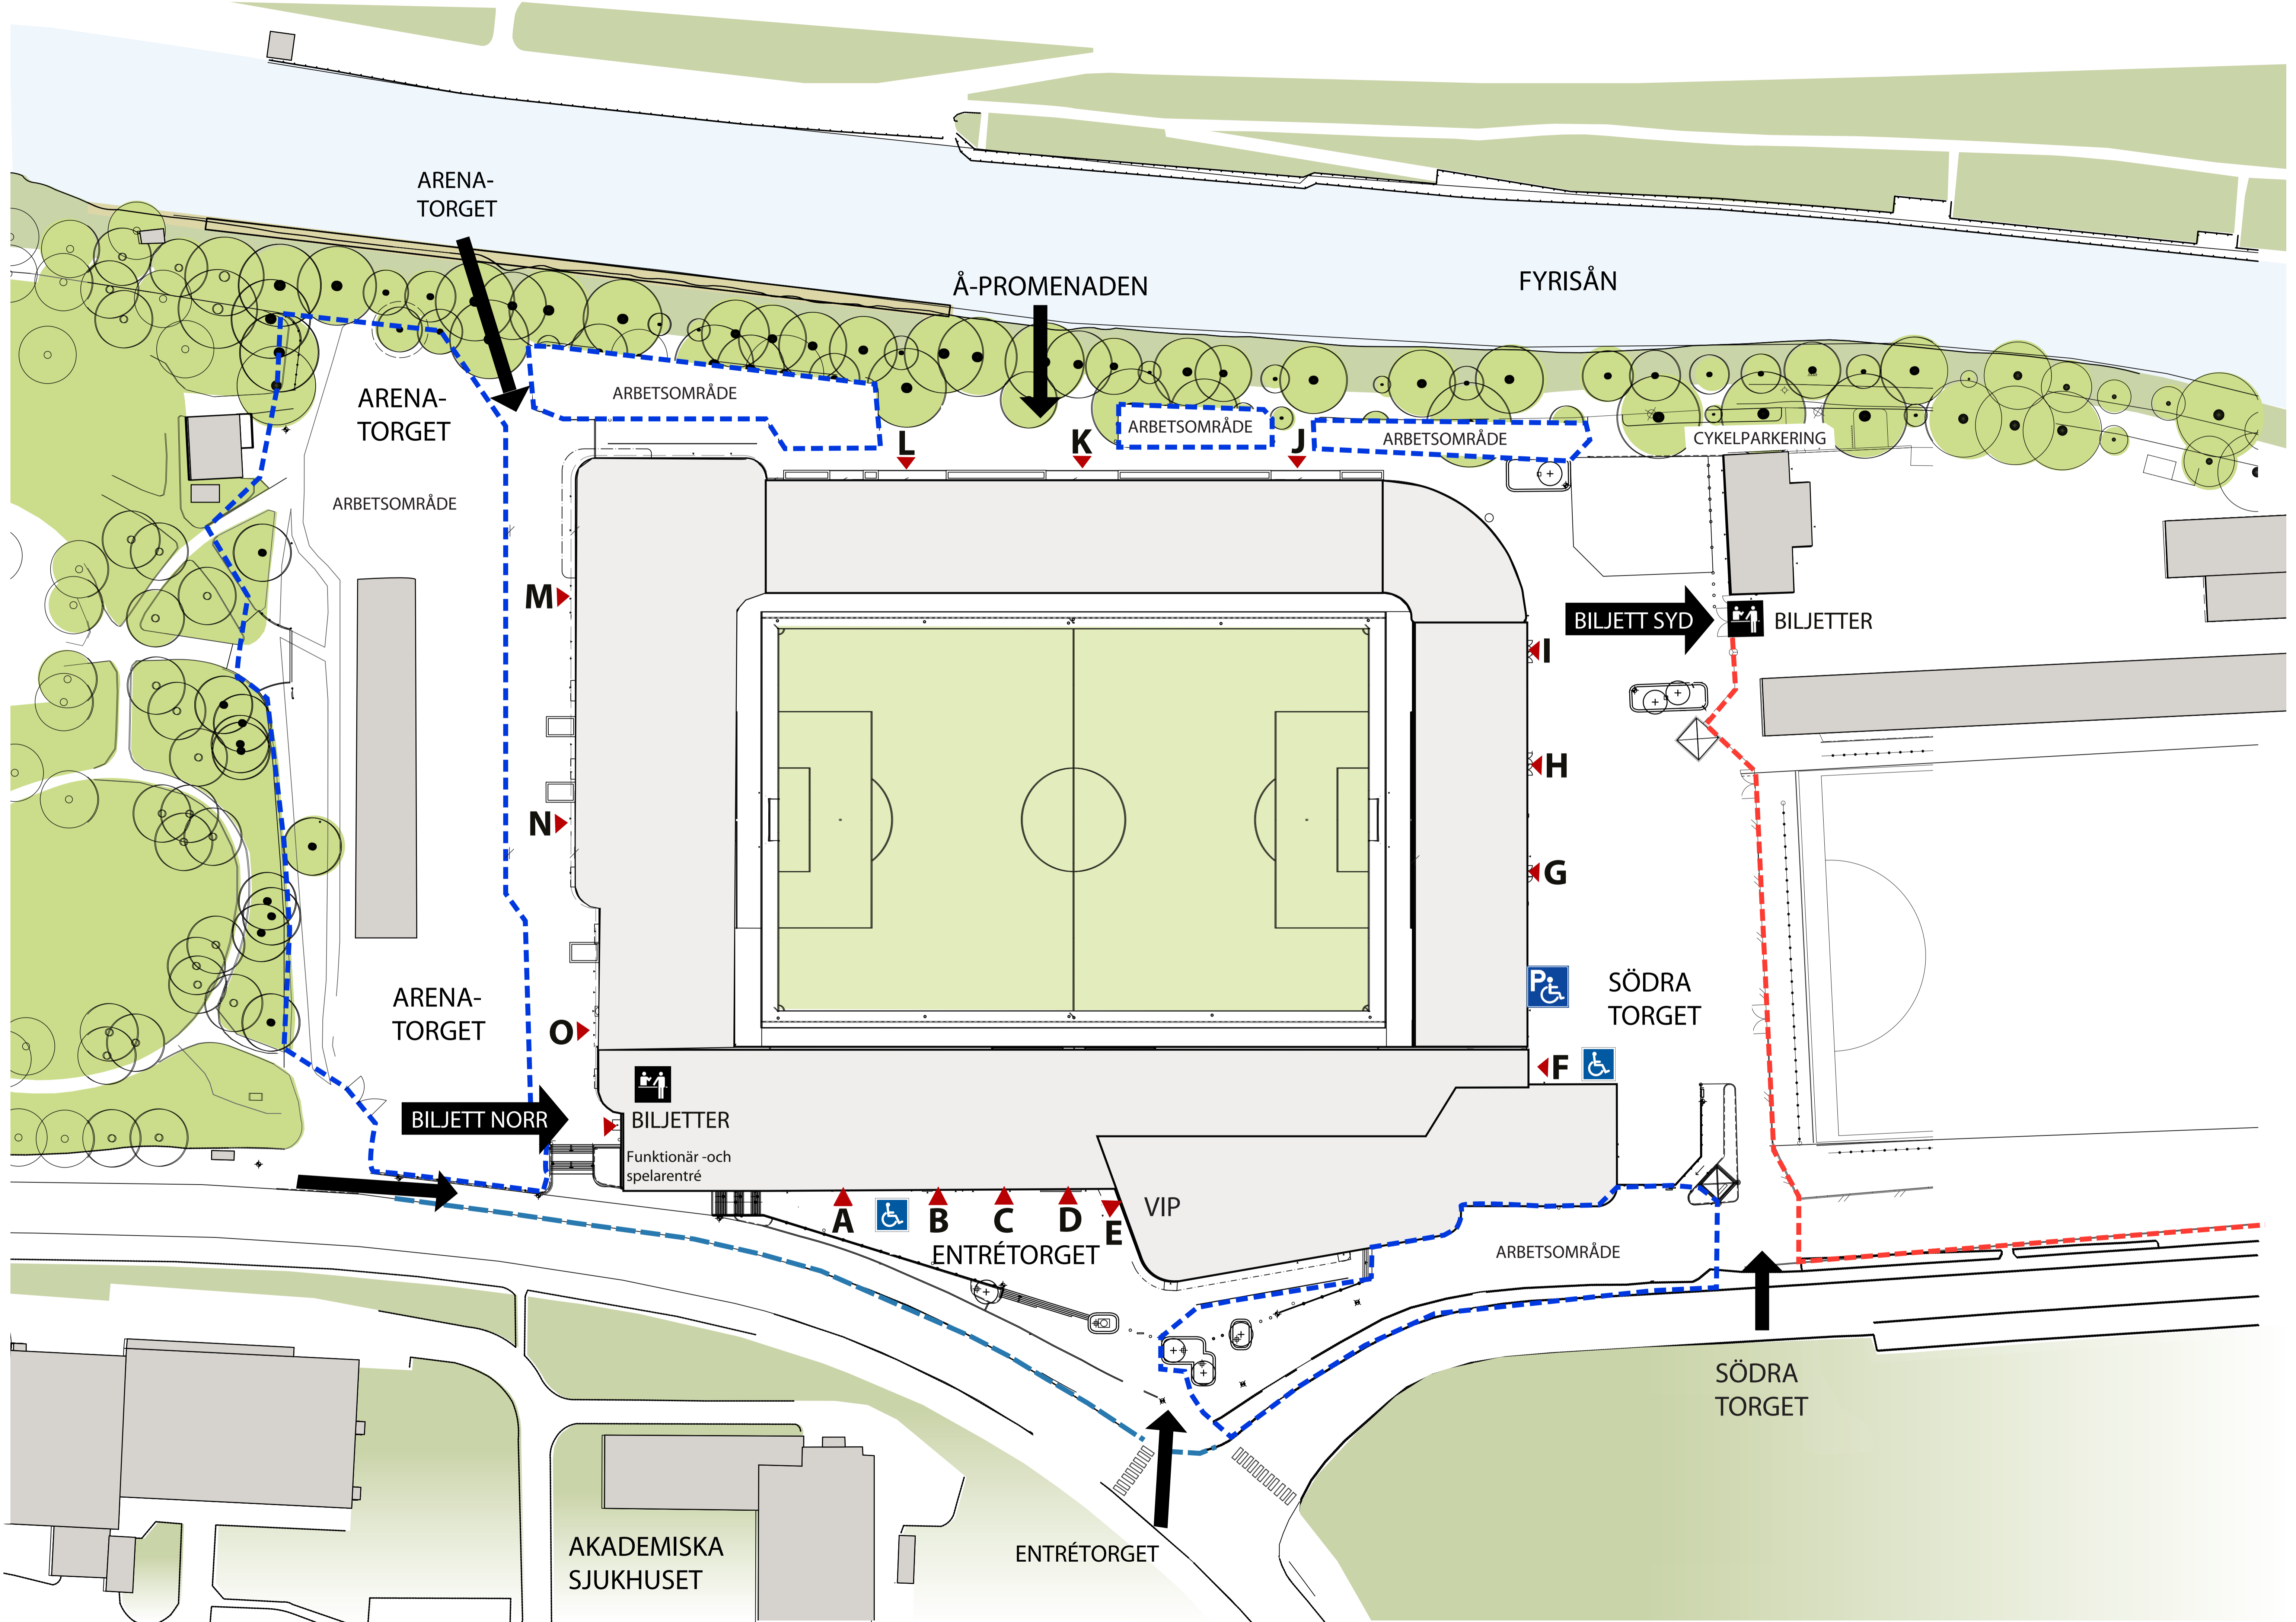 ARENA-
TORGET
Å-PROMENADEN
FYRISÅN
ARENA-
TORGET
ARBETSOMRÅDE
ARBETSOMRÅDE
ARBETSOMRÅDE
CYKELPARKERING
L
K
J
ARBETSOMRÅDE
M
BILJETT SYD
BILJETTER
I
H
N
G
P
ARENA-
TORGET
SÖDRA
TORGET
O
F
BILJETT NORR
BILJETTER
Funktionär -och
spelarentré
A
B
C
D
E
VIP
ENTRÉTORGET
ARBETSOMRÅDE
SÖDRA
TORGET
AKADEMISKA
SJUKHUSET
ENTRÉTORGET